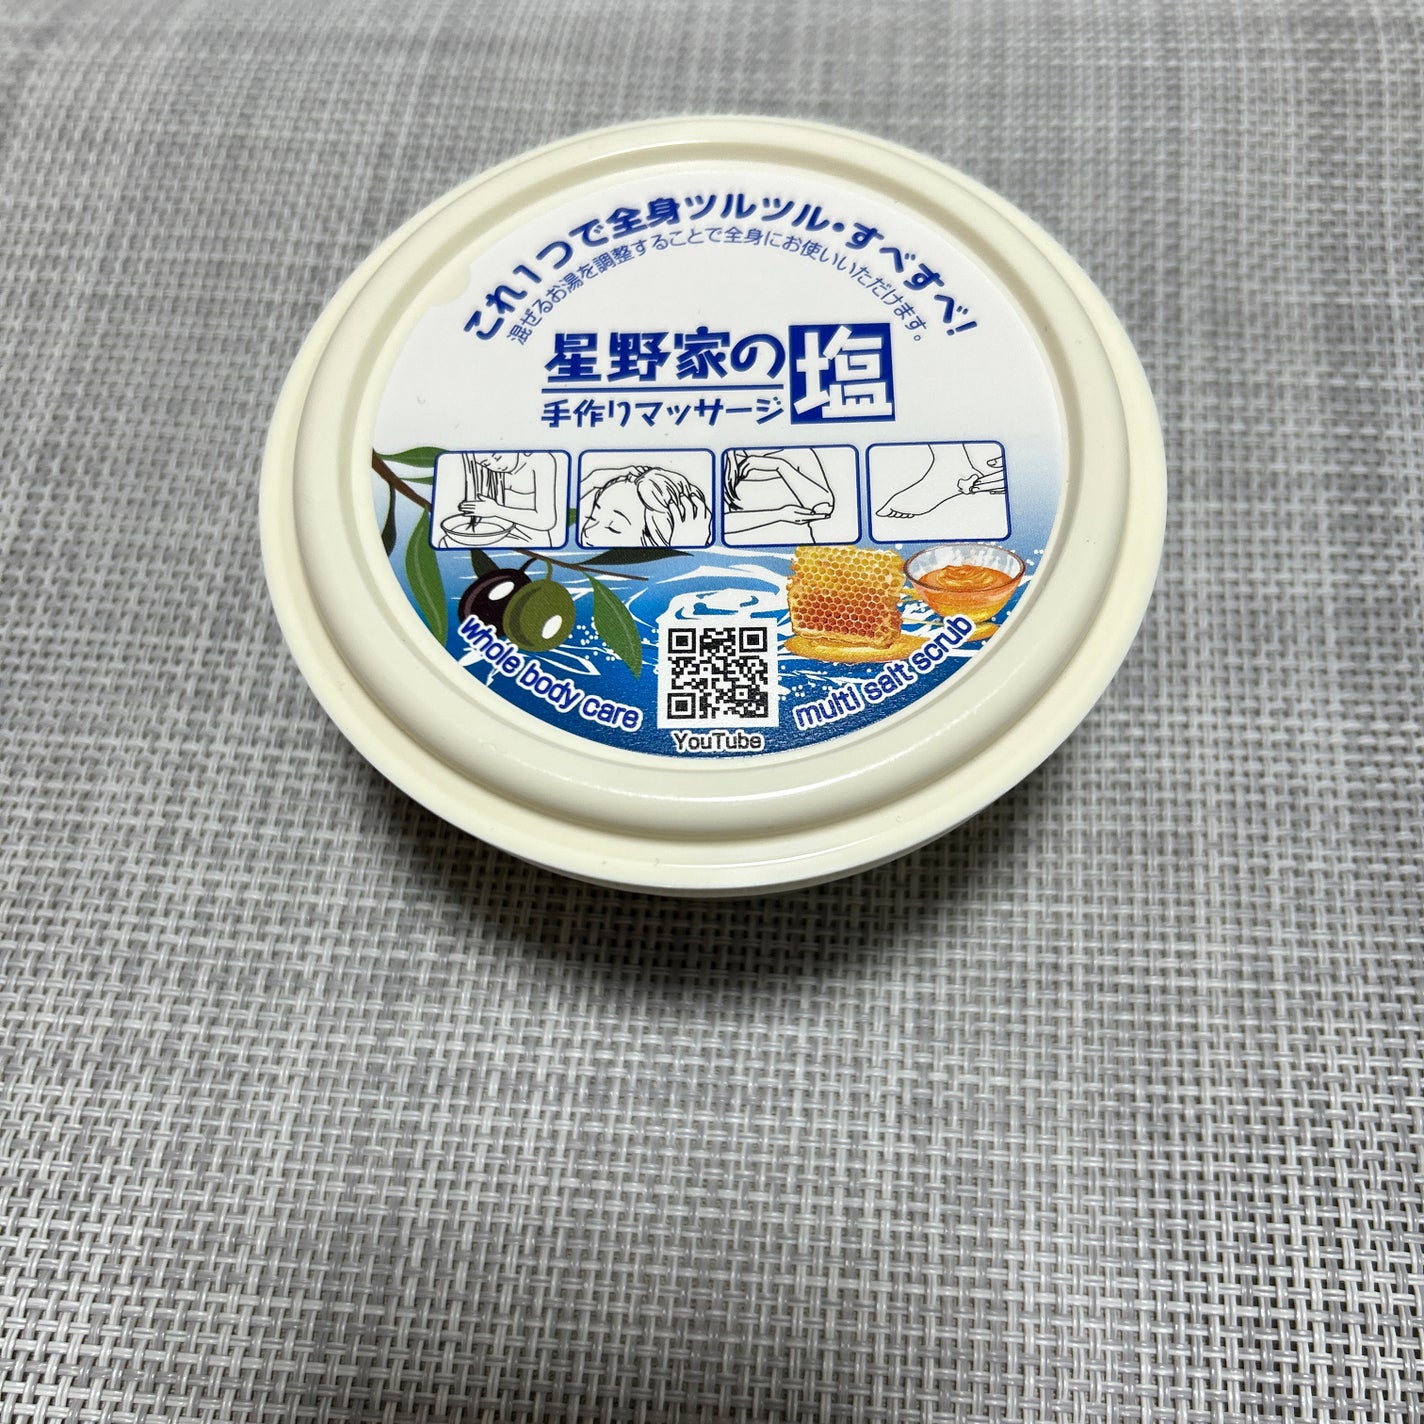 これ1つで全身ツルツル・すべすべ!
混ぜるお湯を調整することで全身にお使いいただけます。
星野家の塩
手作りマッサージ
whole body care
multi salt scrub
YouTube